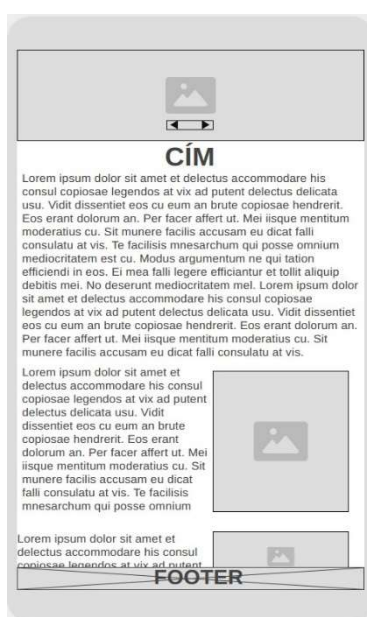 CÍM
Lorem ipsum dolor sit amet et delectus accommodare his
consul copiosae legendos at vix ad putent delectus delicata
usu. Vidit dissentiet eos cu eum an brute copiosae hendrerit.
Eos erant dolorum an. Per facer affert ut. Mei iisque mentitum
moderatius cu. Sit munere facilis accusam eu dicat falli
consulatu at vis. Te facilisis mnesarchum qui posse omnium
mediocritatem est cu. Modus argumentum ne qui tation
efficiendi in eos. Ei mea falli legere efficiantur et tollit aliquip
debitis mei. No deserunt mediocritatem mel. Lorem ipsum dolor
sit amet et delectus accommodare his consul copiosae
legendos at vix ad putent delectus delicata usu. Vidit dissentiet
eos cu eum an brute copiosae hendrerit. Eos erant dolorum an.
Per facer affert ut. Mei iisque mentitum moderatius cu. Sit
munere facilis accusam eu dicat falli consulatu at vis.
Lorem ipsum dolor sit amet et
delectus accommodare his consul
copiosae legendos at vix ad putent
delectus delicata usu. Vidit
dissentiet eos cu eum an brute
copiosae hendrerit. Eos erant
dolorum an. Per facer affert ut. Mei
iisque mentitum moderatius cu. Sit
munere facilis accusam eu dicat
falli consulatu at vis. Te facilisis
mnesarchum qui posse omnium
Lorem ipsum dolor sit amet et
delectus accommodare his consul
copiosae legendos at vix ad putent
FOOTER